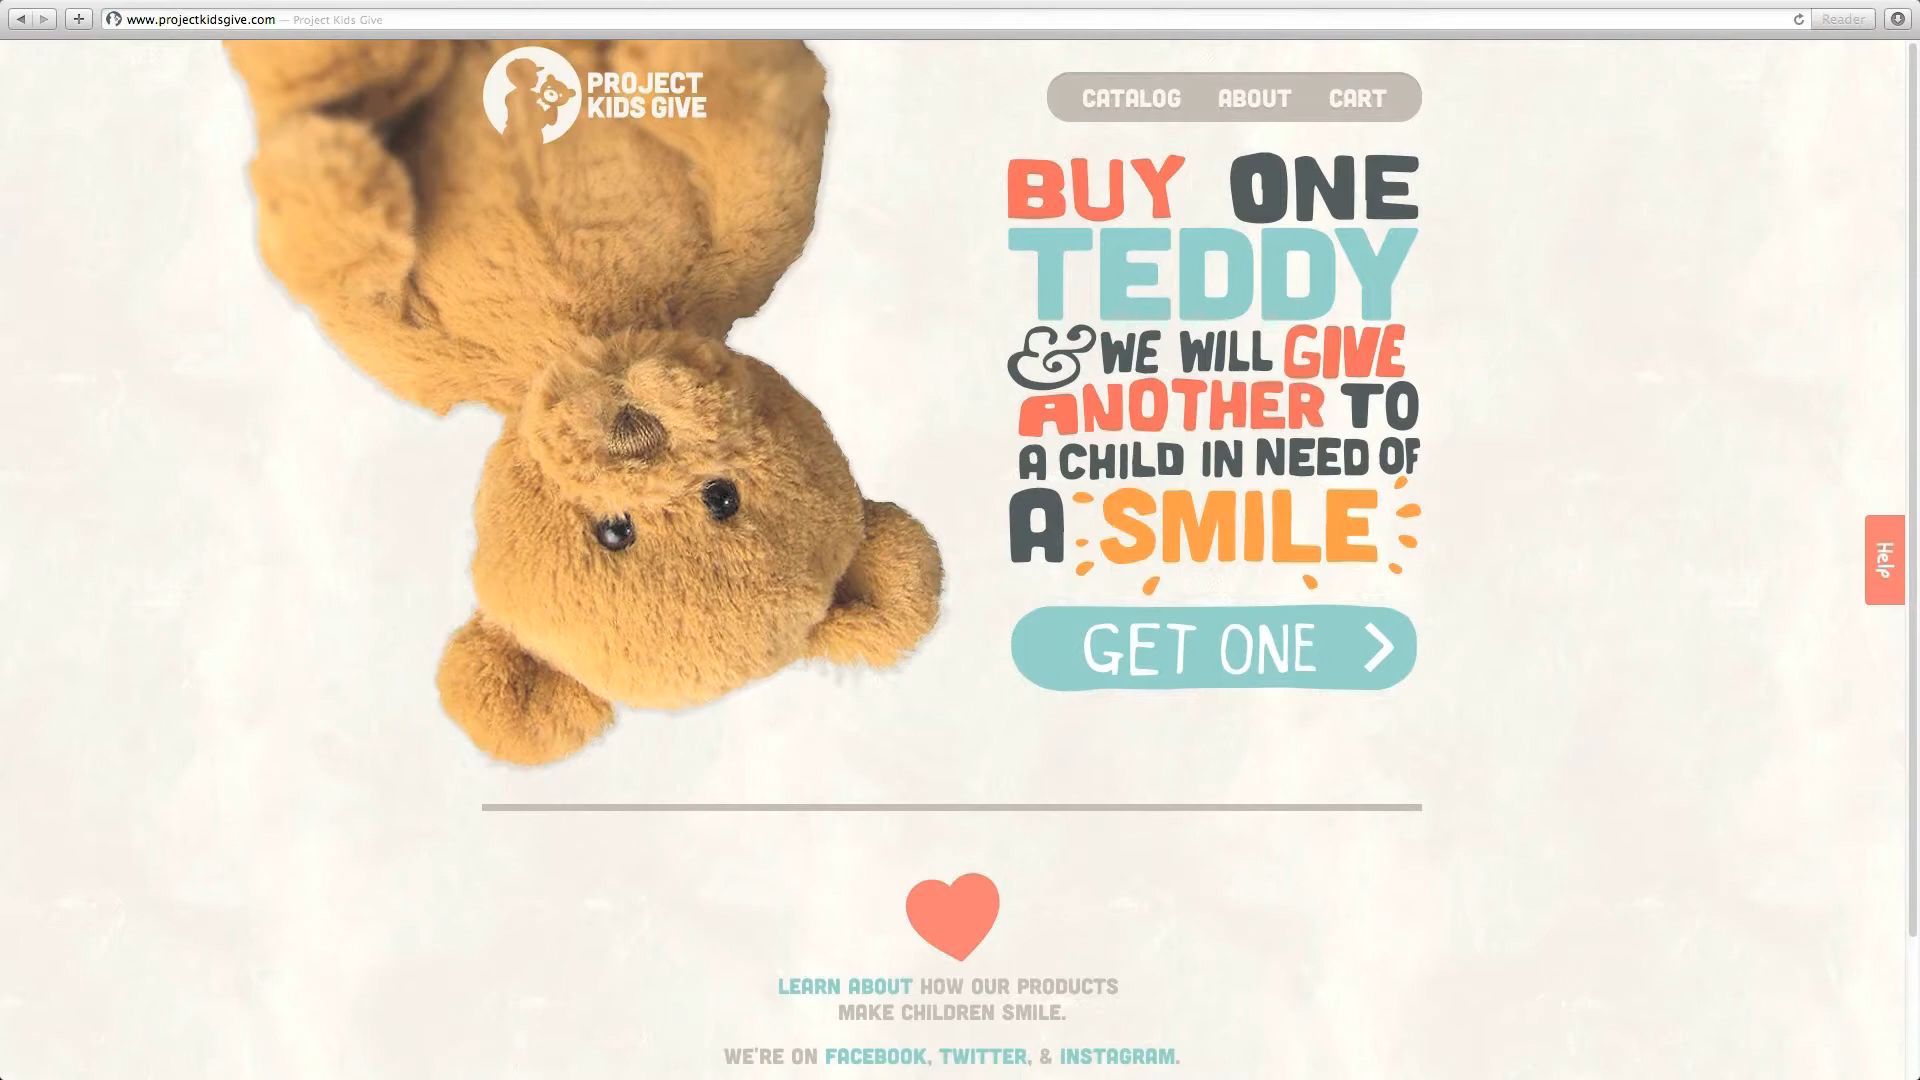 www.projectkidsgive.com — Project Kids Give
Reader
PROJECT
KIDS GIVE
CATALOG ABOUT CART
BUY ONE
TEDDY
& WE WILL GIVE
ANOTHER TO
A CHILD IN NEED OF
A SMILE
GET ONE
Help
LEARN ABOUT HOW OUR PRODUCTS
MAKE CHILDREN SMILE.
WE'RE ON FACEBOOK, TWITTER, & INSTAGRAM.